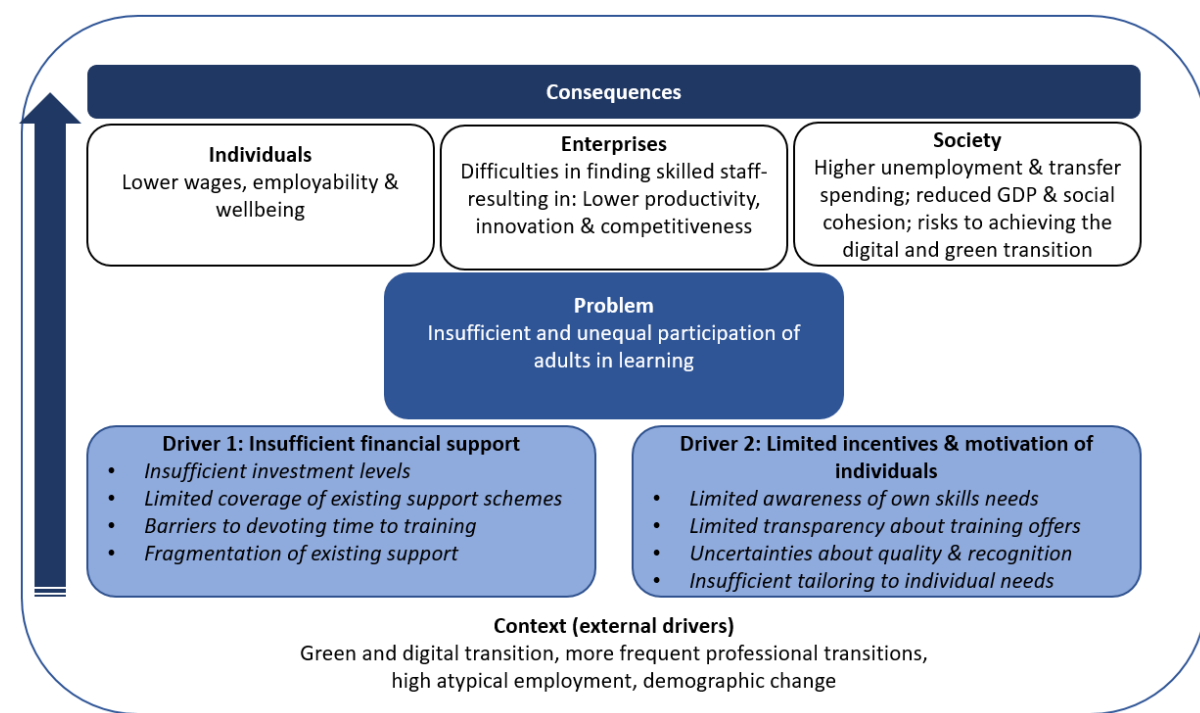 Consequences
Individuals
Lower wages, employability &
wellbeing
Enterprises
Difficulties in finding skilled staff-
resulting in: Lower productivity,
innovation & competitiveness
Society
Higher unemployment & transfer
spending; reduced GDP & social
cohesion; risks to achieving the
digital and green transition
Problem
Insufficient and unequal participation of
adults in learning
Driver 1: Insufficient financial support
• Insufficient investment levels
• Limited coverage of existing support schemes
• Barriers to devoting time to training
• Fragmentation of existing support
Driver 2: Limited incentives & motivation of
individuals
• Limited awareness of own skills needs
• Limited transparency about training offers
• Uncertainties about quality & recognition
• Insufficient tailoring to individual needs
Context (external drivers)
Green and digital transition, more frequent professional transitions,
high atypical employment, demographic change